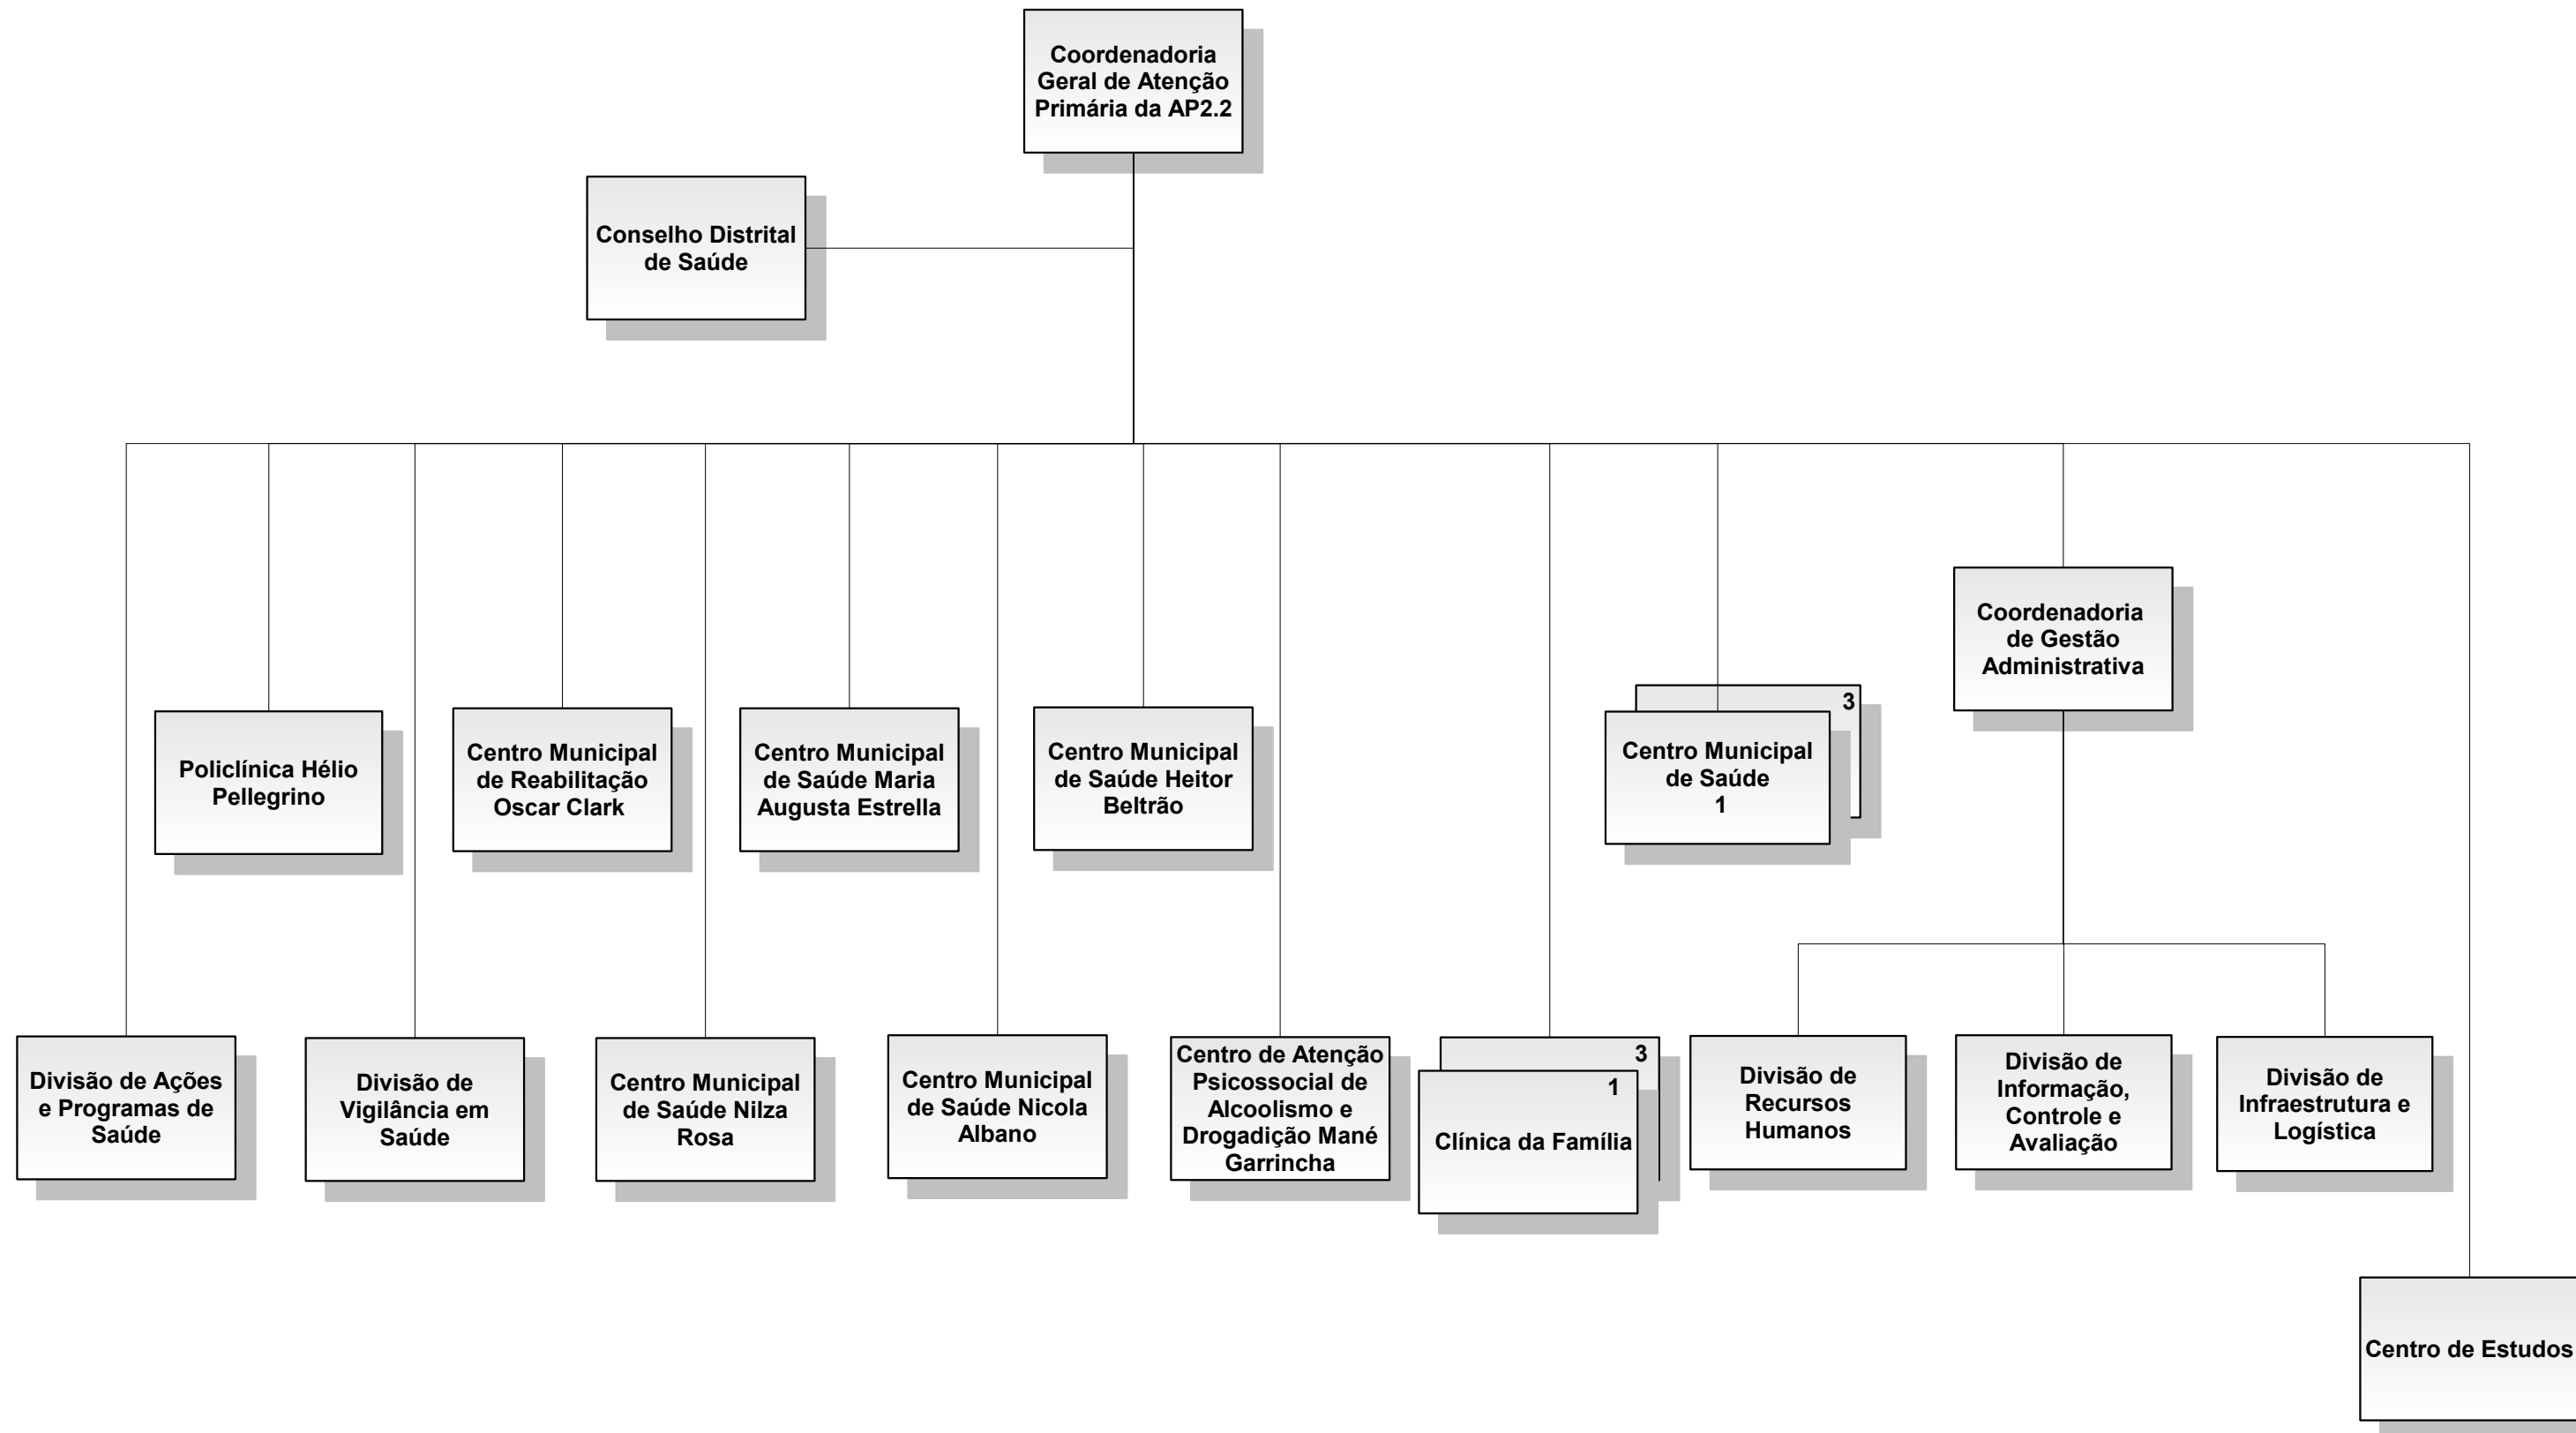 Coordenadoria
Geral de Atenção
Primária da AP2.2
Conselho Distrital
de Saúde
Coordenadoria
de Gestão
Administrativa
Policlínica Hélio
Pellegrino
Centro Municipal
de Reabilitação
Oscar Clark
Centro Municipal
de Saúde Maria
Augusta Estrella
Centro Municipal
de Saúde Heitor
Beltrão
3
Centro Municipal
de Saúde
1
Divisão de Ações
e Programas de
Saúde
Divisão de
Vigilância em
Saúde
Centro Municipal
de Saúde Nilza
Rosa
Centro Municipal
de Saúde Nicola
Albano
Centro de Atenção
Psicossocial de
Alcoolismo e
Drogadição Mané
Garrincha
3
1
Clínica da Família
Divisão de
Recursos
Humanos
Divisão de
Informação,
Controle e
Avaliação
Divisão de
Infraestrutura e
Logística
Centro de Estudos